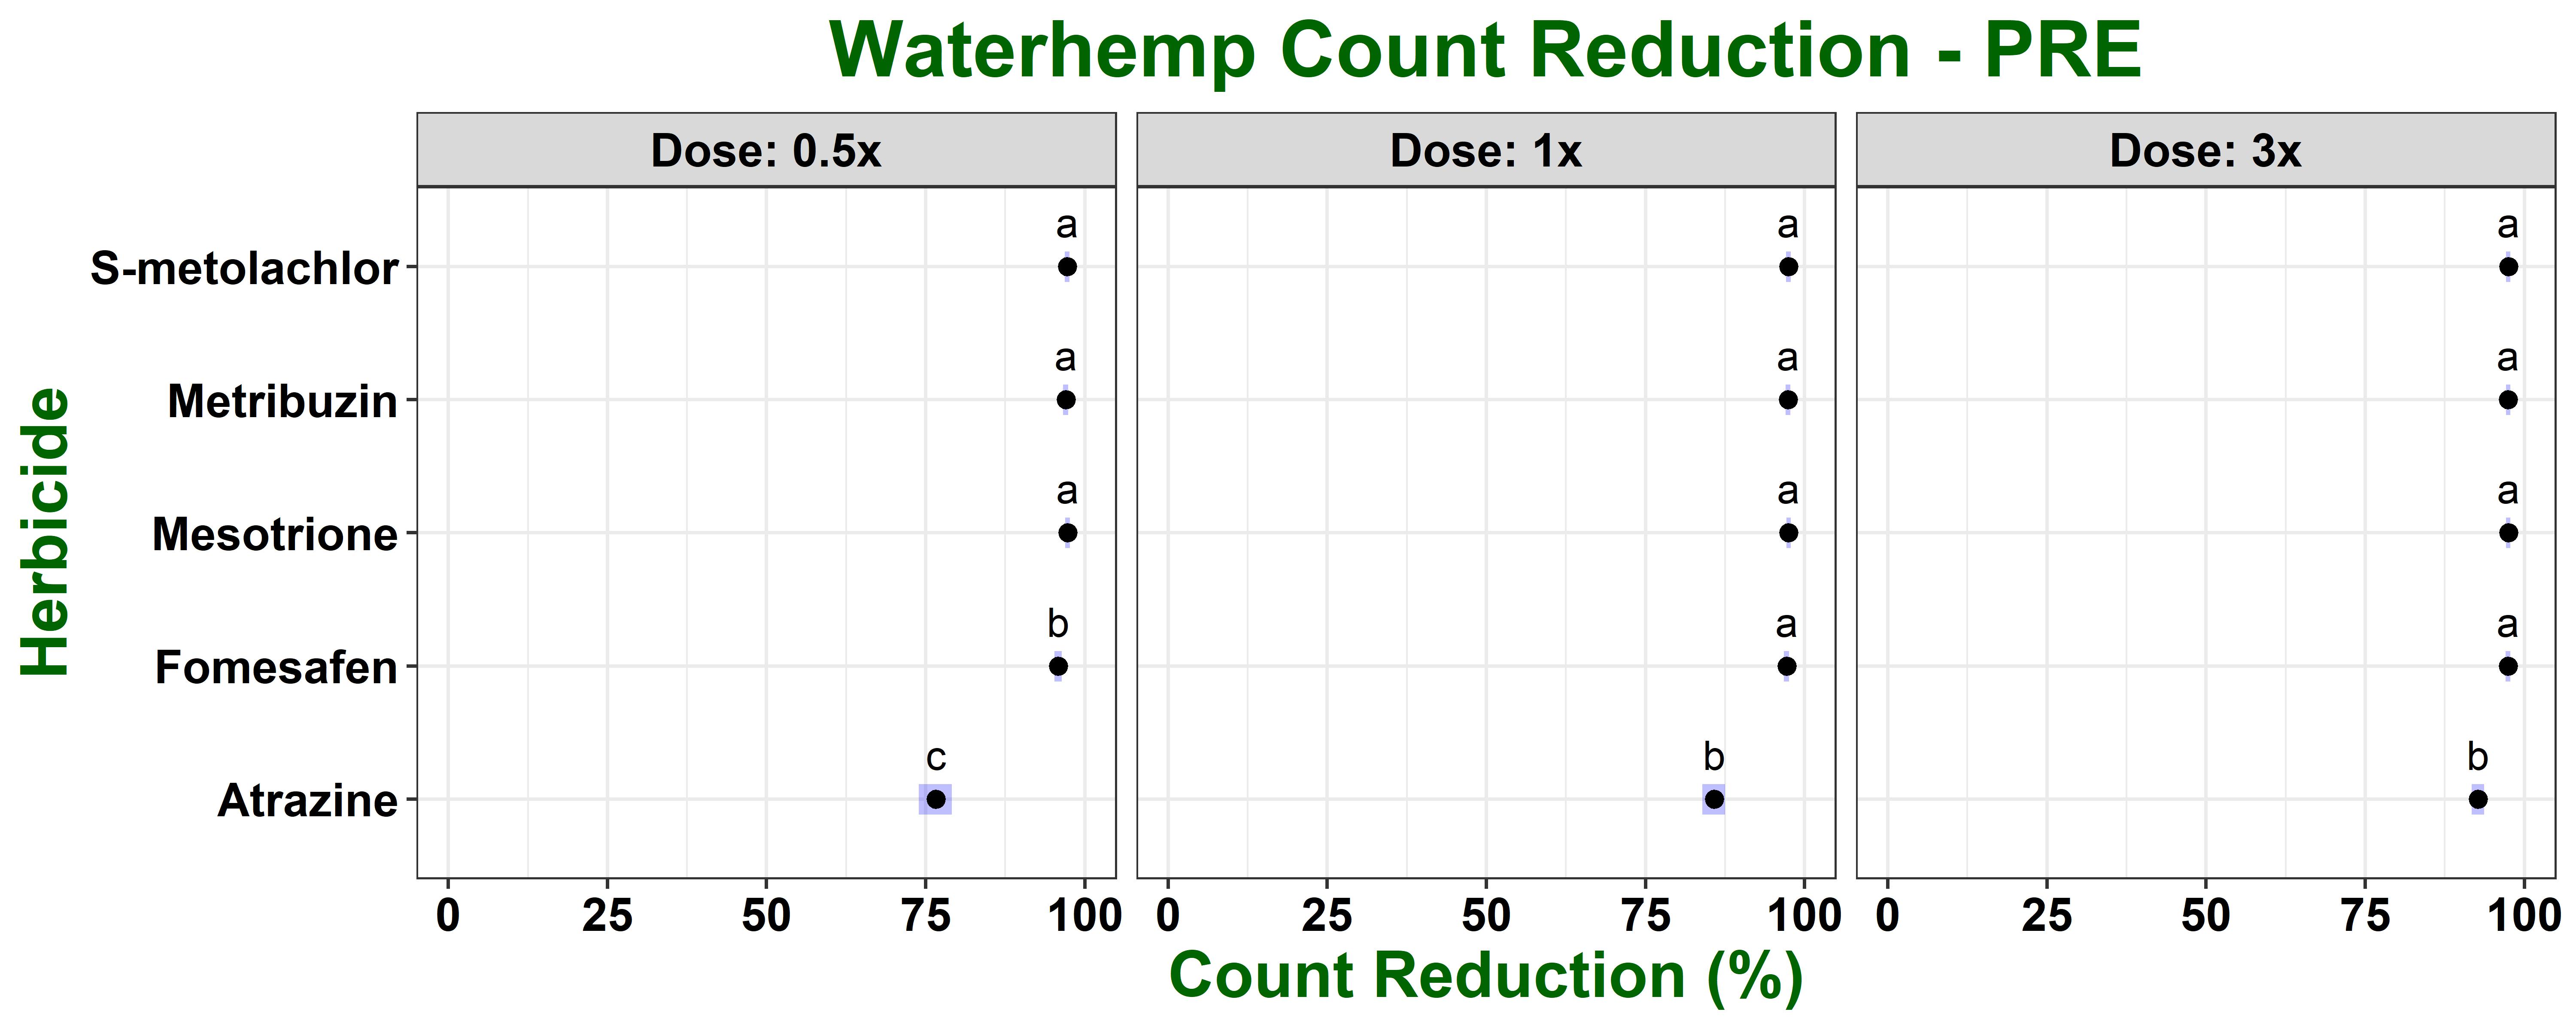 Waterhemp Count Reduction - PRE
Dose: 0.5x
Dose: 1x
Dose: 3x
Herbicide
S-metolachlor
a
a
a
Metribuzin
a
a
a
Mesotrione
a
a
a
Fomesafen
b
a
a
Atrazine
c
b
b
0 25 50 75 100
0 25 50 75 100
0 25 50 75 100
Count Reduction (%)